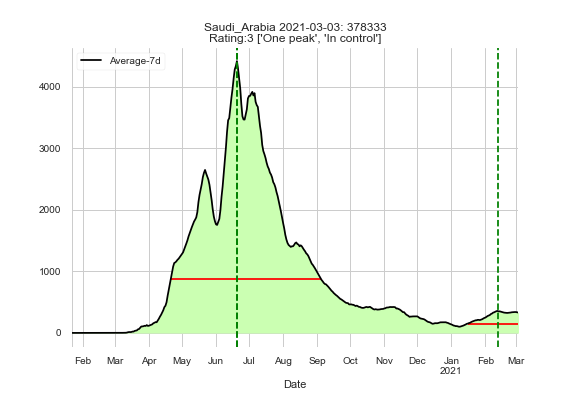 Saudi_Arabia 2021-03-03: 378333
Rating:3 ['One peak', 'In control']
Average-7d
4000
3000
2000
1000
0
Feb Mar Apr May Jun Jul Aug Sep Oct Nov Dec Jan Feb Mar
2021
Date